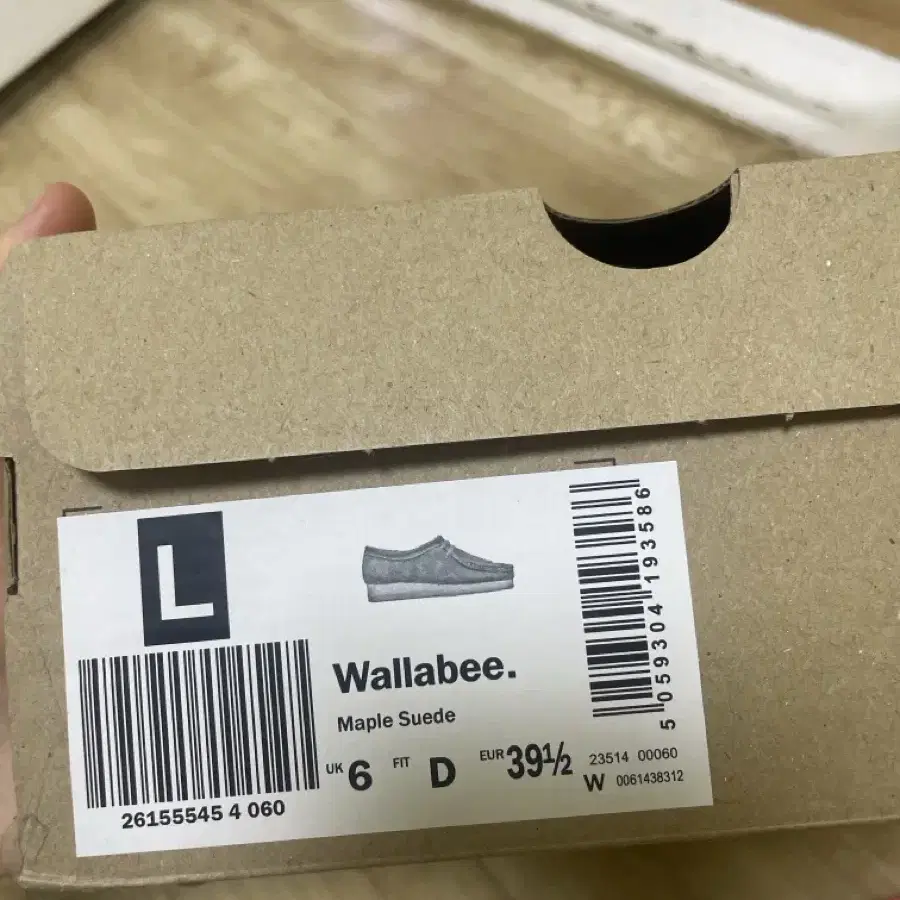 L
26155545 4 060
Wallabee.
Maple Suede
UK 6 FIT D EUR 39½
5 059304 193586
23514 00060
W 0061438312